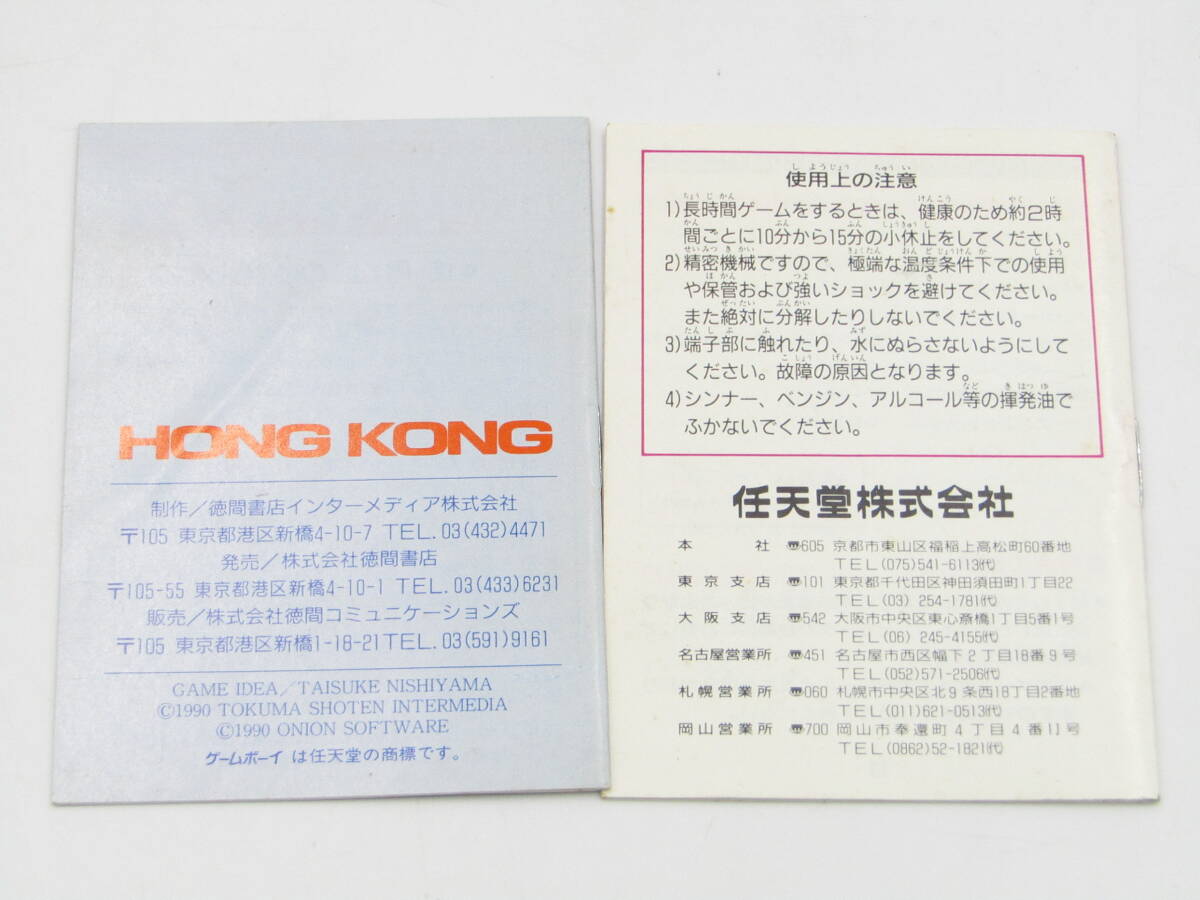 HONG KONG
制作／徳間書店インターメディア株式会社
〒105 東京都港区新橋4-10-7 TEL. 03(432)4471
発売／株式会社徳間書店
〒105-55 東京都港区新橋4-10-1 TEL. 03(433)6231
販売／株式会社徳間コミュニケーションズ
〒105 東京都港区新橋1-18-21 TEL. 03(591)9161
GAME IDEA／TAISUKE NISHIYAMA
©1990 TOKUMA SHOTEN INTERMEDIA
©1990 ONION SOFTWARE
ゲームボーイ は任天堂の商標です。
使用上の注意
1)長時間ゲームをするときは、健康のため約2時
間ごとに10分から15分の小休止をしてください。
2)精密機械ですので、極端な温度条件下での使用
や保管および強いショックを避けてください。
また絶対に分解したりしないでください。
3)端子部に触れたり、水にぬらさないようにして
ください。故障の原因となります。
4)シンナー、ベンジン、アルコール等の揮発油で
ふかないでください。
任天堂株式会社
本社 〠605 京都市東山区福稲上高松町60番地
TEL(075)541-6113代
東京支店 〠101 東京都千代田区神田須田町1丁目22
TEL(03) 254-1781代
大阪支店 〠542 大阪市中央区東心斎橋1丁目5番1号
TEL(06) 245-4155代
名古屋営業所 〠451 名古屋市西区幅下2丁目18番9号
TEL(052)571-2506代
札幌営業所 〠060 札幌市中央区北9条西18丁目2番地
TEL(011)621-0513代
岡山営業所 〠700 岡山市奉還町4丁目4番11号
TEL(0862)52-1821代